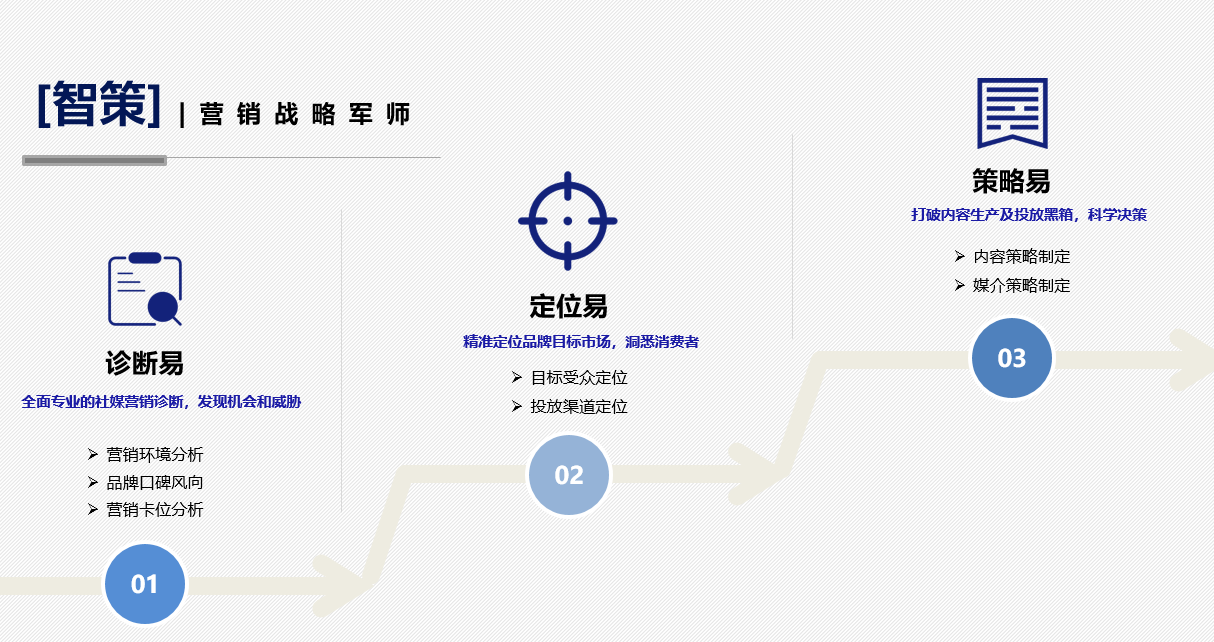 [智策] | 营销战略军师
诊断易
全面专业的社媒营销诊断，发现机会和威胁
营销环境分析
品牌口碑风向
营销卡位分析
01
定位易
精准定位品牌目标市场，洞悉消费者
目标受众定位
投放渠道定位
02
策略易
打破内容生产及投放黑箱，科学决策
内容策略制定
媒介策略制定
03